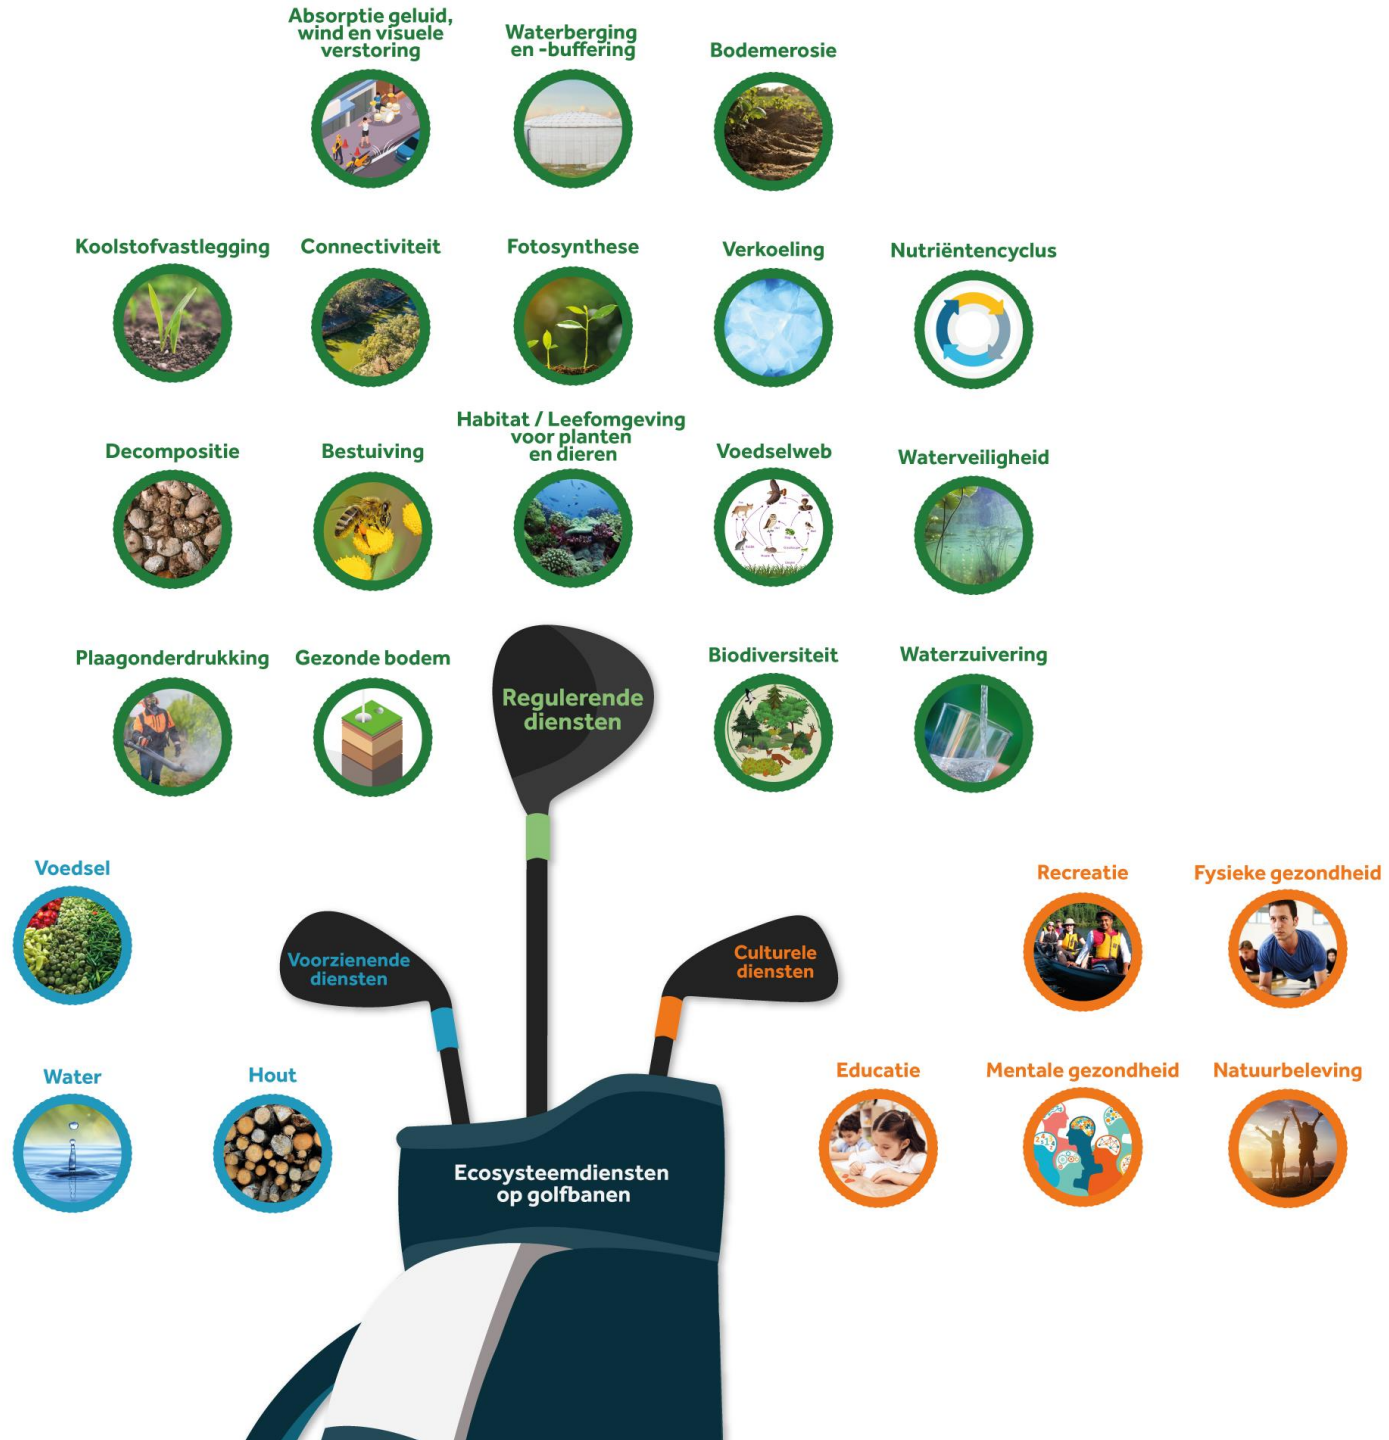 Absorptie geluid,
wind en visuele
verstoring
Waterberging
en -buffering
Bodemerosie
Koolstofvastlegging
Connectiviteit
Fotosynthese
Verkoeling
Nutriëntencyclus
Decompositie
Bestuiving
Habitat / Leefomgeving
voor planten
en dieren
Voedselweb
Waterveiligheid
Plaagonderdrukking
Gezonde bodem
Regulerende
diensten
Biodiversiteit
Waterzuivering
Voedsel
Voorzienende
diensten
Culturele
diensten
Recreatie
Fysieke gezondheid
Water
Hout
Educatie
Mentale gezondheid
Natuurbeleving
Ecosysteemdiensten
op golfbanen